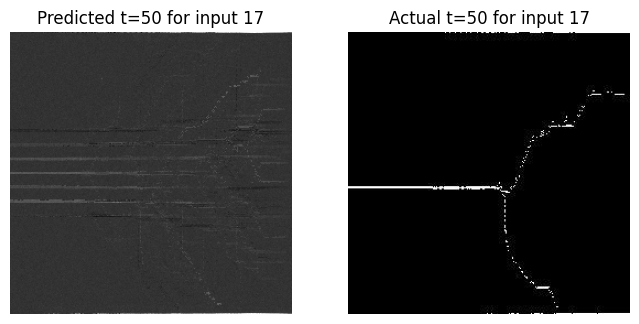 Predicted t=50 for input 17
Actual t=50 for input 17